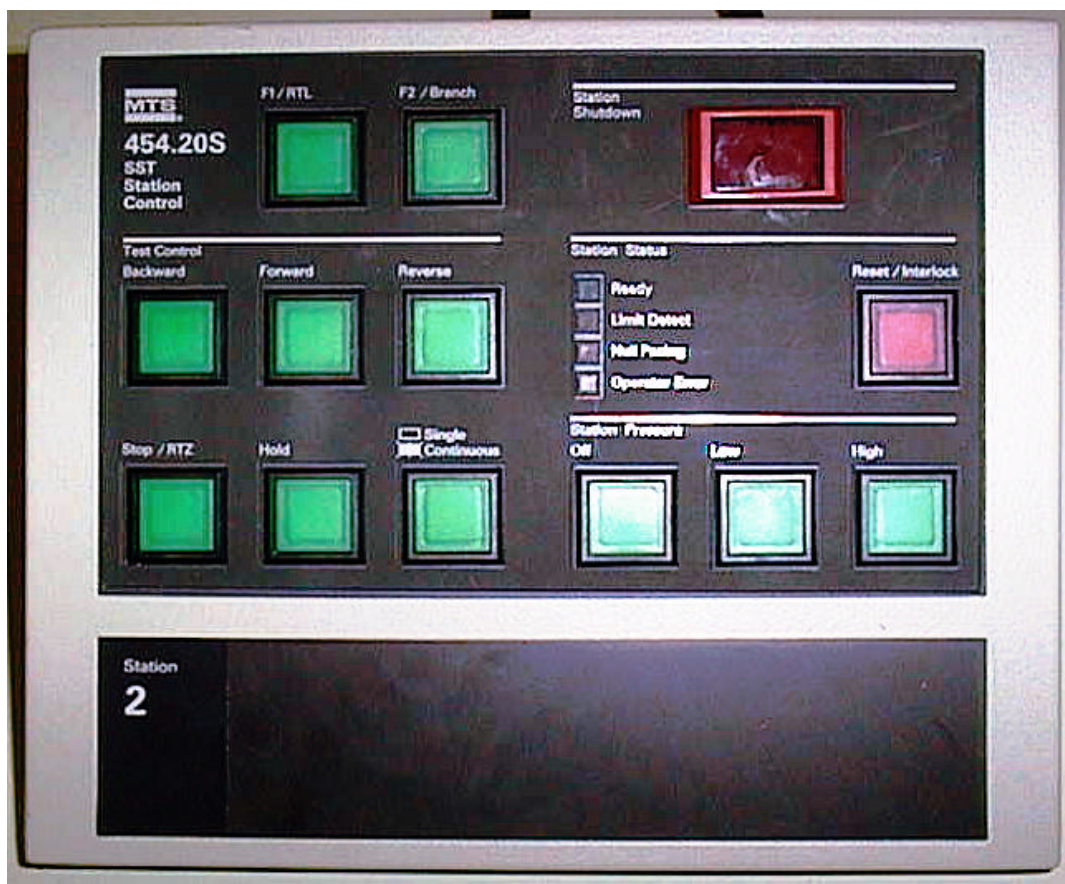 MTS
454.20S
SST
Station
Control
F1/RTL
F2/Branch
Station
Shutdown
Test Control
Backward
Forward
Reverse
Station Status
Ready
Limit Detect
Null Pacing
Operator Error
Reset/Interlock
Stop/RTZ
Hold
Single
Continuous
Station Pressure
Off
Low
High
Station
2